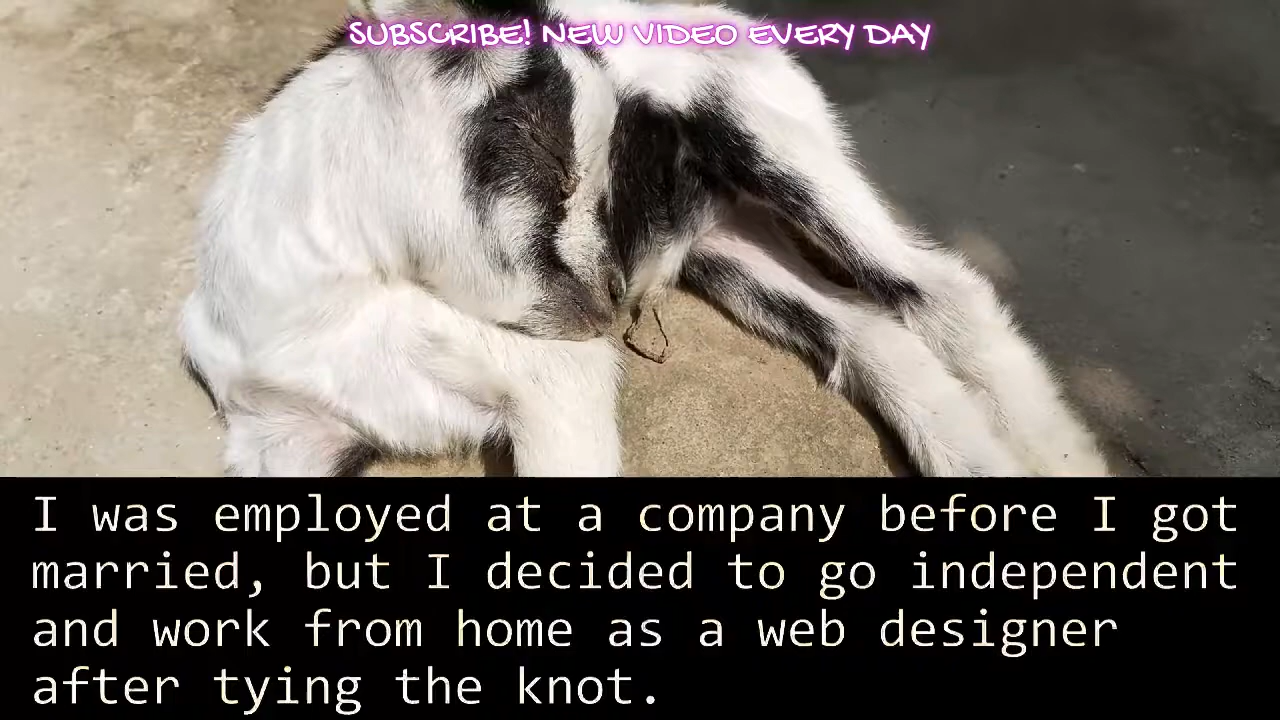 SUBSCRIBE! NEW VIDEO EVERY DAY
I was employed at a company before I got
married, but I decided to go independent
and work from home as a web designer
after tying the knot.